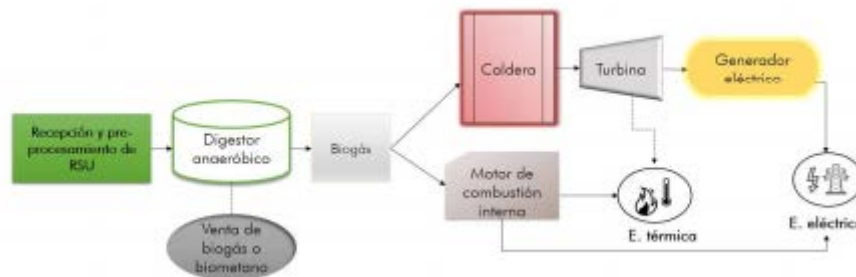 Recepción y pre-
procesamiento de
RSU
Digestor
anaeróbico
Venta de
biogás o
biometano
Biogás
Caldera
Turbina
Generador
eléctrico
Motor de
combustión
interna
E. térmica
E. eléctrica